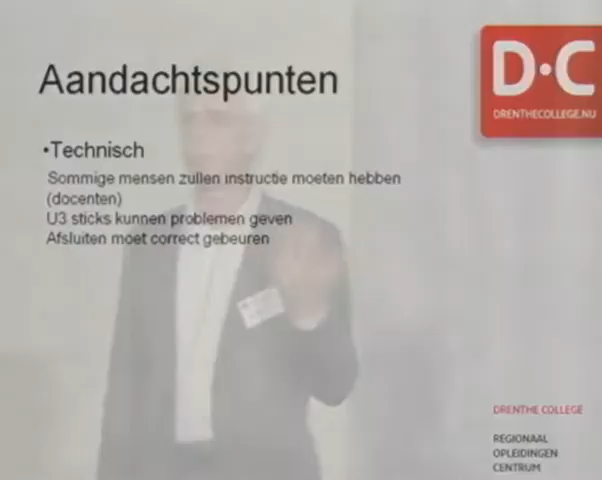 Aandachtspunten
•Technisch
Sommige mensen zullen instructie moeten hebben
(docenten)
U3 sticks kunnen problemen geven
Afsluiten moet correct gebeuren
D•C
DRENTHECOLLEGE.NU
DRENTHE COLLEGE
REGIONAAL
OPLEIDINGEN
CENTRUM